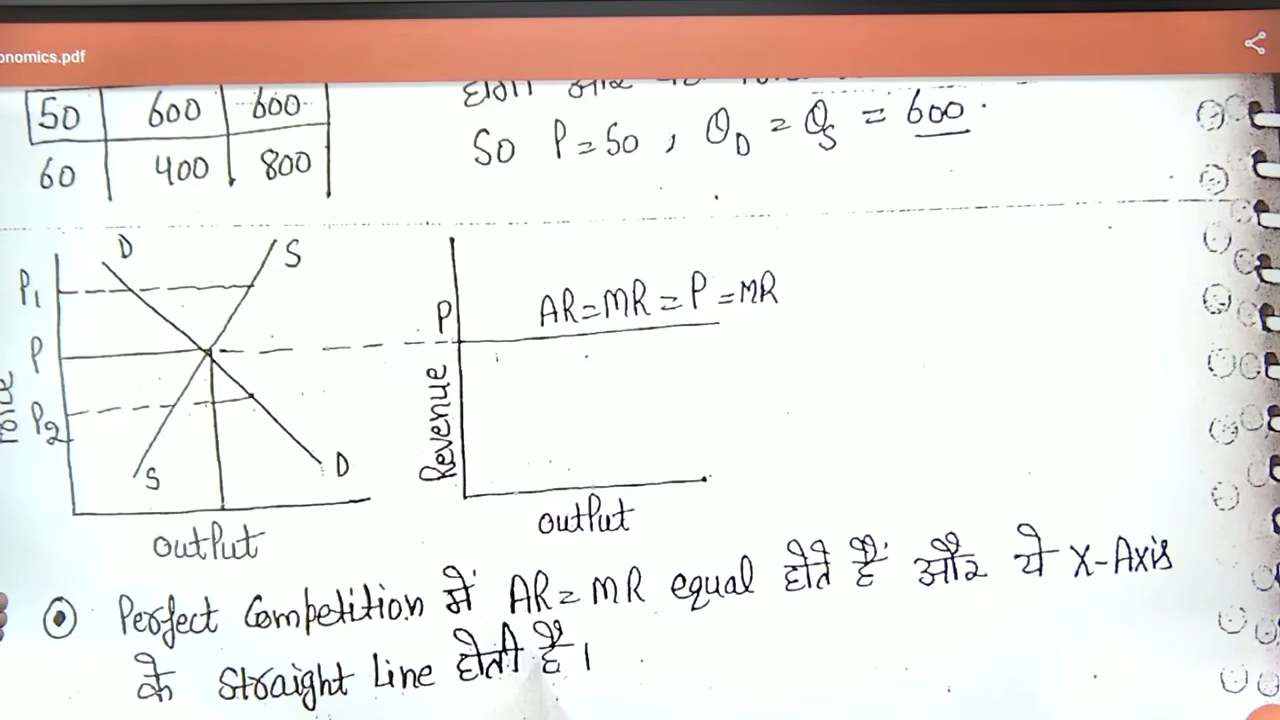 onomics.pdf
50 600 600
60 400 800
So P = 50 , QD = QS = 600 .
D S
P1
P
P2
S D
output
P
AR = MR = P = MR
Revenue
output
Perfect Competition में AR = MR equal होते हैं और ये X-Axis
के straight line होती है।